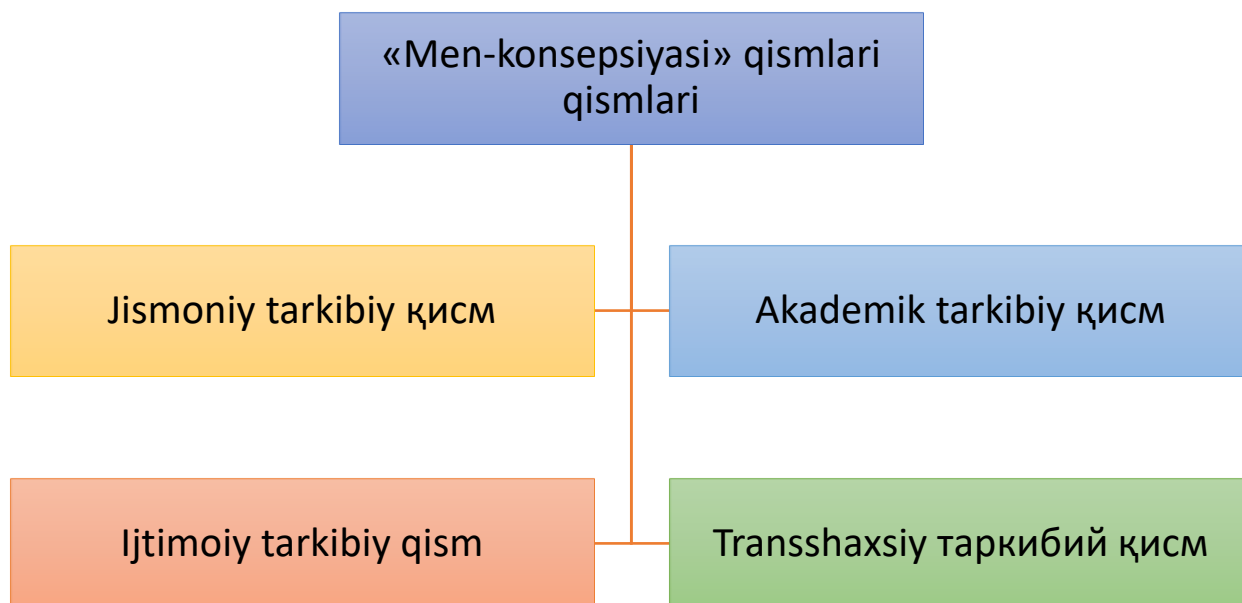 «Men-konsepsiyasi» qismlari
qismlari
Jismoniy tarkibiy қисм
Akademik tarkibiy қисм
Ijtimoiy tarkibiy qism
Transshaxsiy таркибий қисм